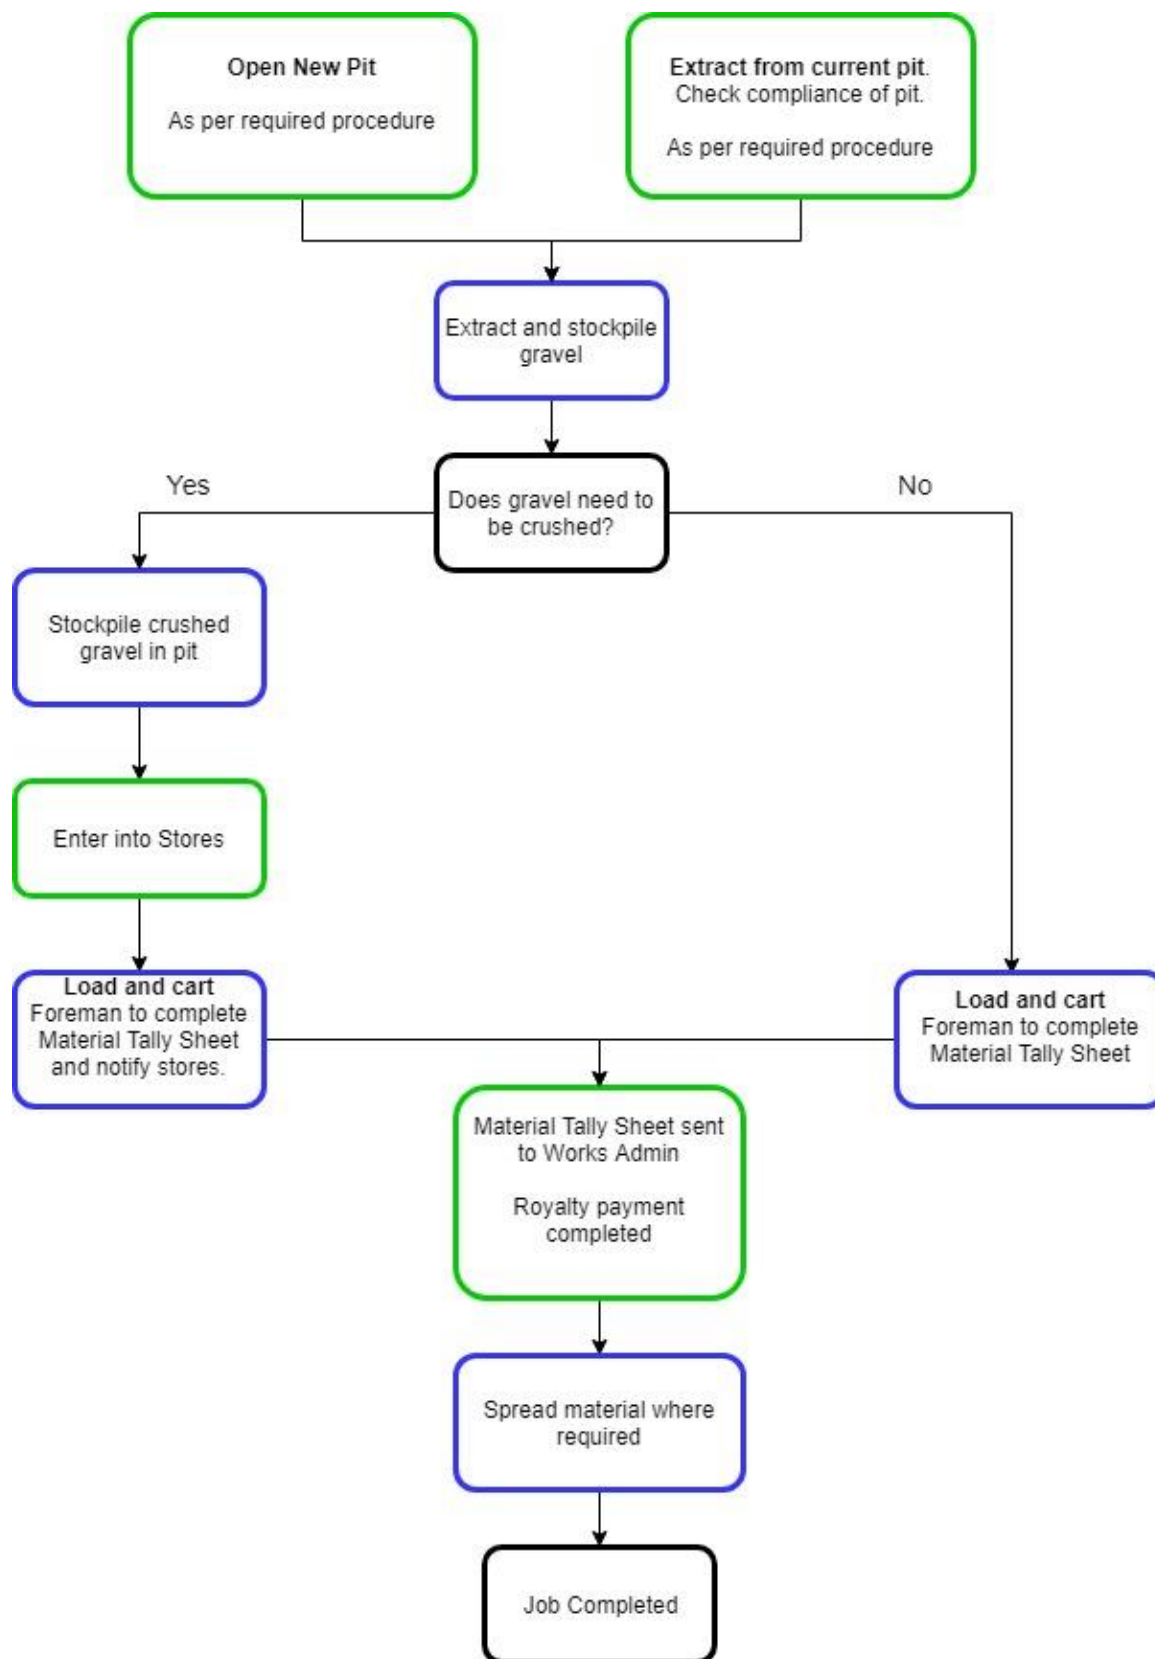 Open New Pit
As per required procedure
Extract from current pit.
Check compliance of pit.
As per required procedure
Extract and stockpile
gravel
Does gravel need to
be crushed?
Yes
No
Stockpile crushed
gravel in pit
Enter into Stores
Load and cart
Foreman to complete
Material Tally Sheet
and notify stores.
Load and cart
Foreman to complete
Material Tally Sheet
Material Tally Sheet sent
to Works Admin
Royalty payment
completed
Spread material where
required
Job Completed